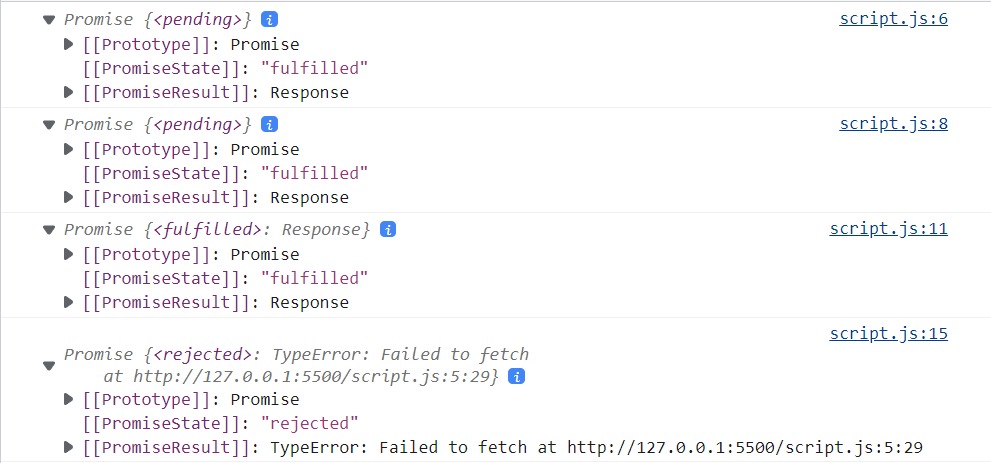 Promise {<pending>} i script.js:6
[[Prototype]]: Promise
[[PromiseState]]: "fulfilled"
[[PromiseResult]]: Response
Promise {<pending>} i script.js:8
[[Prototype]]: Promise
[[PromiseState]]: "fulfilled"
[[PromiseResult]]: Response
Promise {<fulfilled>: Response} i script.js:11
[[Prototype]]: Promise
[[PromiseState]]: "fulfilled"
[[PromiseResult]]: Response
script.js:15
Promise {<rejected>: TypeError: Failed to fetch
at http://127.0.0.1:5500/script.js:5:29} i
[[Prototype]]: Promise
[[PromiseState]]: "rejected"
[[PromiseResult]]: TypeError: Failed to fetch at http://127.0.0.1:5500/script.js:5:29